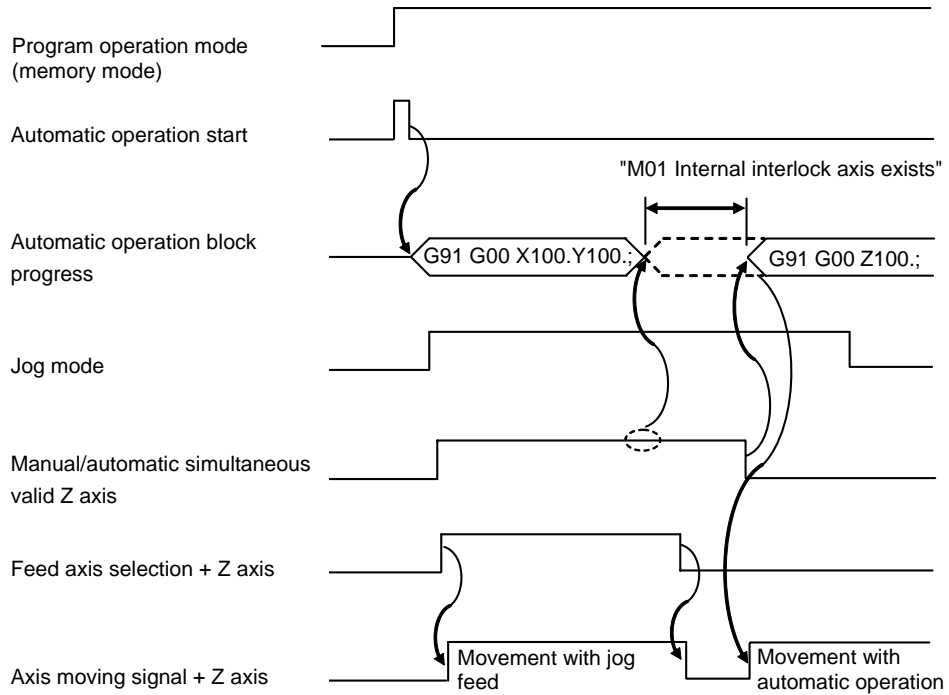 Program operation mode
(memory mode)
Automatic operation start
"M01 Internal interlock axis exists"
Automatic operation block
progress
G91 G00 X100.Y100.;
G91 G00 Z100.;
Jog mode
Manual/automatic simultaneous
valid Z axis
Feed axis selection + Z axis
Axis moving signal + Z axis
Movement with jog
feed
Movement with
automatic operation